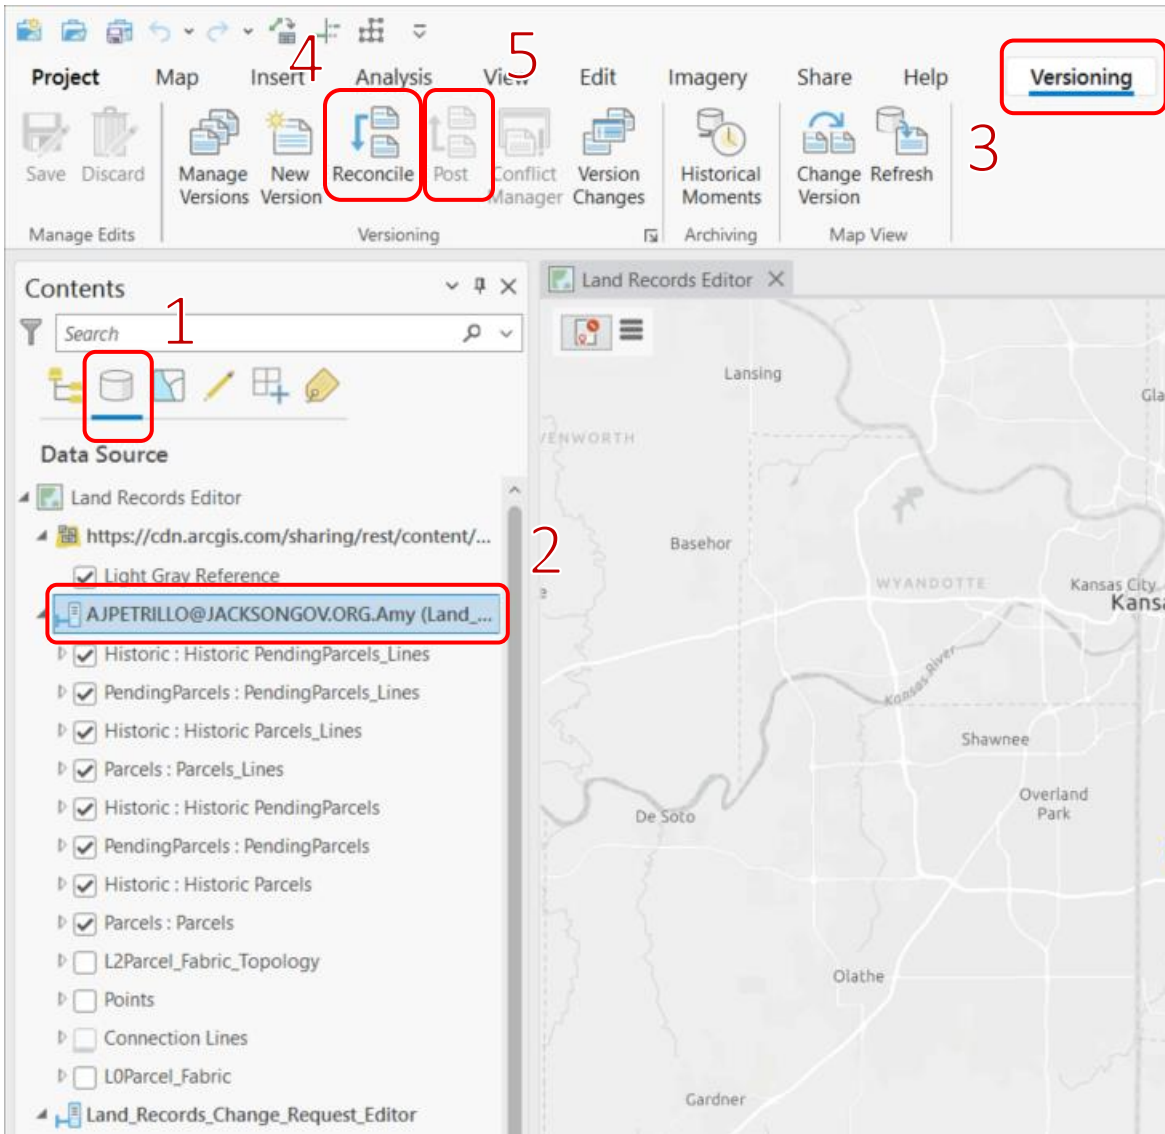 4
5
Project Map Insert Analysis View Edit Imagery Share Help Versioning
3
Save Discard Manage Versions New Version Reconcile Post Conflict Manager Version Changes Historical Moments Change Version Refresh
Manage Edits Versioning Archiving Map View
Contents
Land Records Editor
1
Search
Data Source
Land Records Editor
https://cdn.arcgis.com/sharing/rest/content/...
2
Light Gray Reference
AJPETRILLO@JACKSONGOV.ORG.Amy (Land_...
Historic : Historic PendingParcels_Lines
PendingParcels : PendingParcels_Lines
Historic : Historic Parcels_Lines
Parcels : Parcels_Lines
Historic : Historic PendingParcels
PendingParcels : PendingParcels
Historic : Historic Parcels
Parcels : Parcels
L2Parcel_Fabric_Topology
Points
Connection Lines
L0Parcel_Fabric
Land_Records_Change_Request_Editor
Lansing
Gla
VENWORTH
Basehor
WYANDOTTE
Kansas City
Kansa
Kansas River
Shawnee
Overland
Park
De Soto
Olathe
Gardner